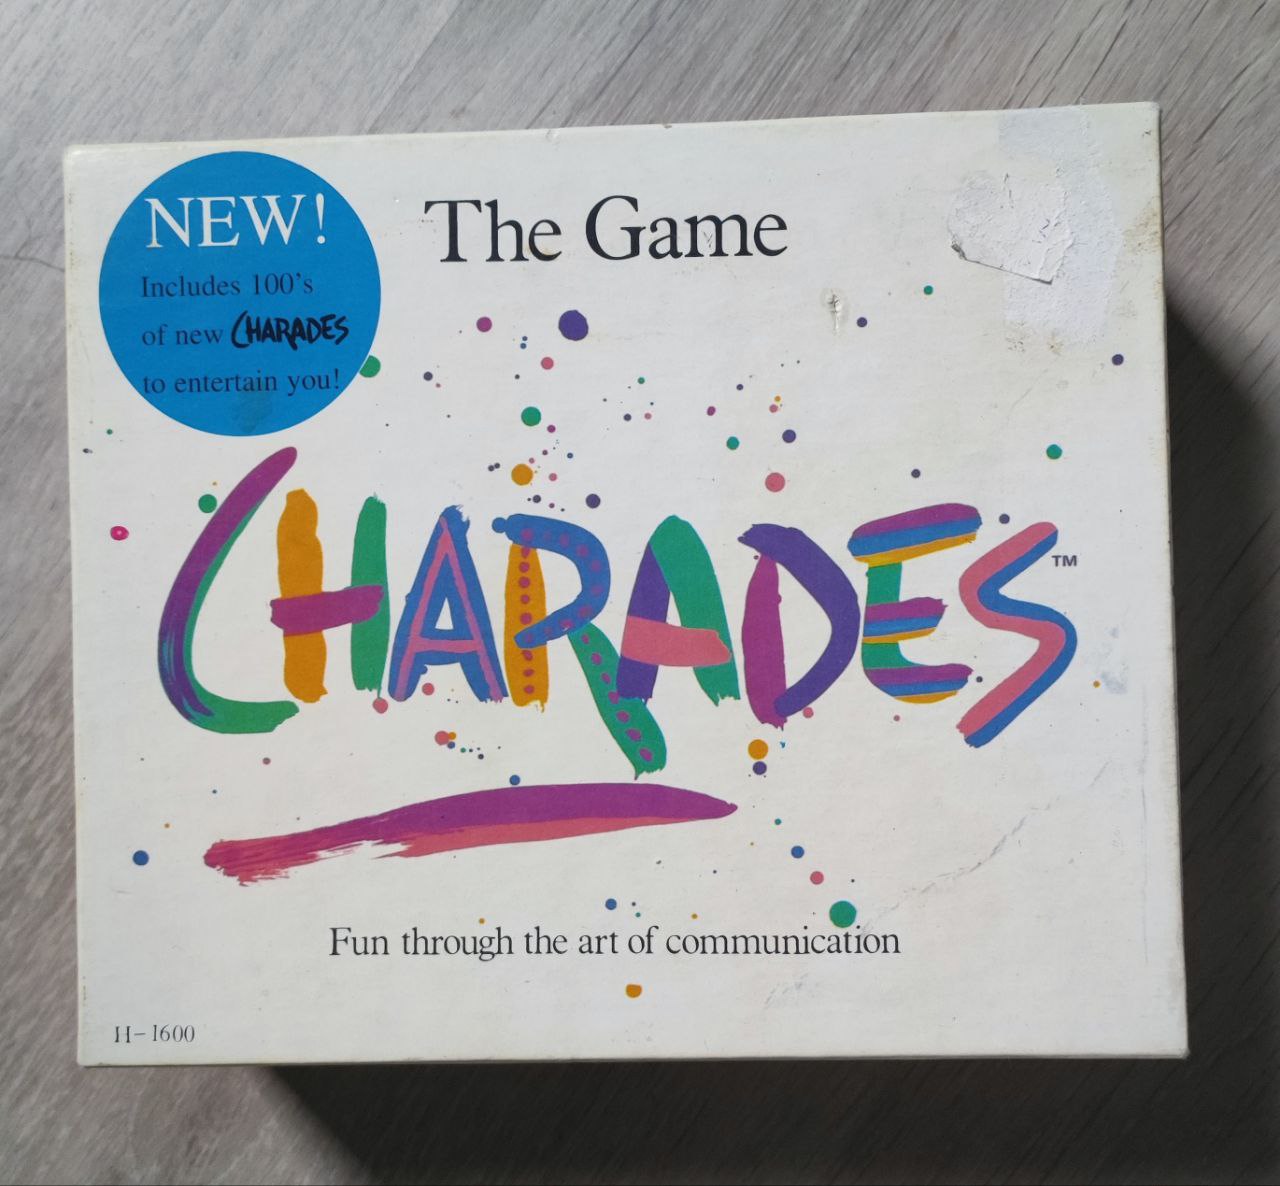 NEW!
Includes 100's
of new CHARADES
to entertain you!
The Game
CHARADES™
Fun through the art of communication
H-1600